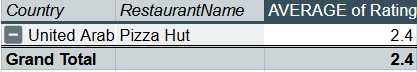 Country RestaurantName AVERAGE of Rating
United Arab Pizza Hut 2.4
Grand Total 2.4